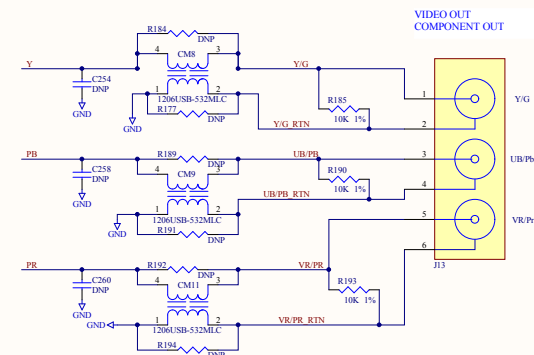 VIDEO OUT
COMPONENT OUT
R184
DNP
4
CM8
3
Y
Y/G
C254
DNP
GND
1
2
1206USB-532MLC
R177
DNP
GND
R185
10K 1%
Y/G_RTN
1
2
Y/G
PB
R189
DNP
UB/PB
4
CM9
3
C258
DNP
GND
R190
10K 1%
3
4
UB/Pb
1
2
1206USB-532MLC
UB/PB_RTN
GND
R191
DNP
5
6
VR/Pr
J13
PR
R192
DNP
VR/PR
4
CM11
3
C260
DNP
GND
R193
10K 1%
GND
1
2
1206USB-532MLC
VR/PR_RTN
R194
DNP